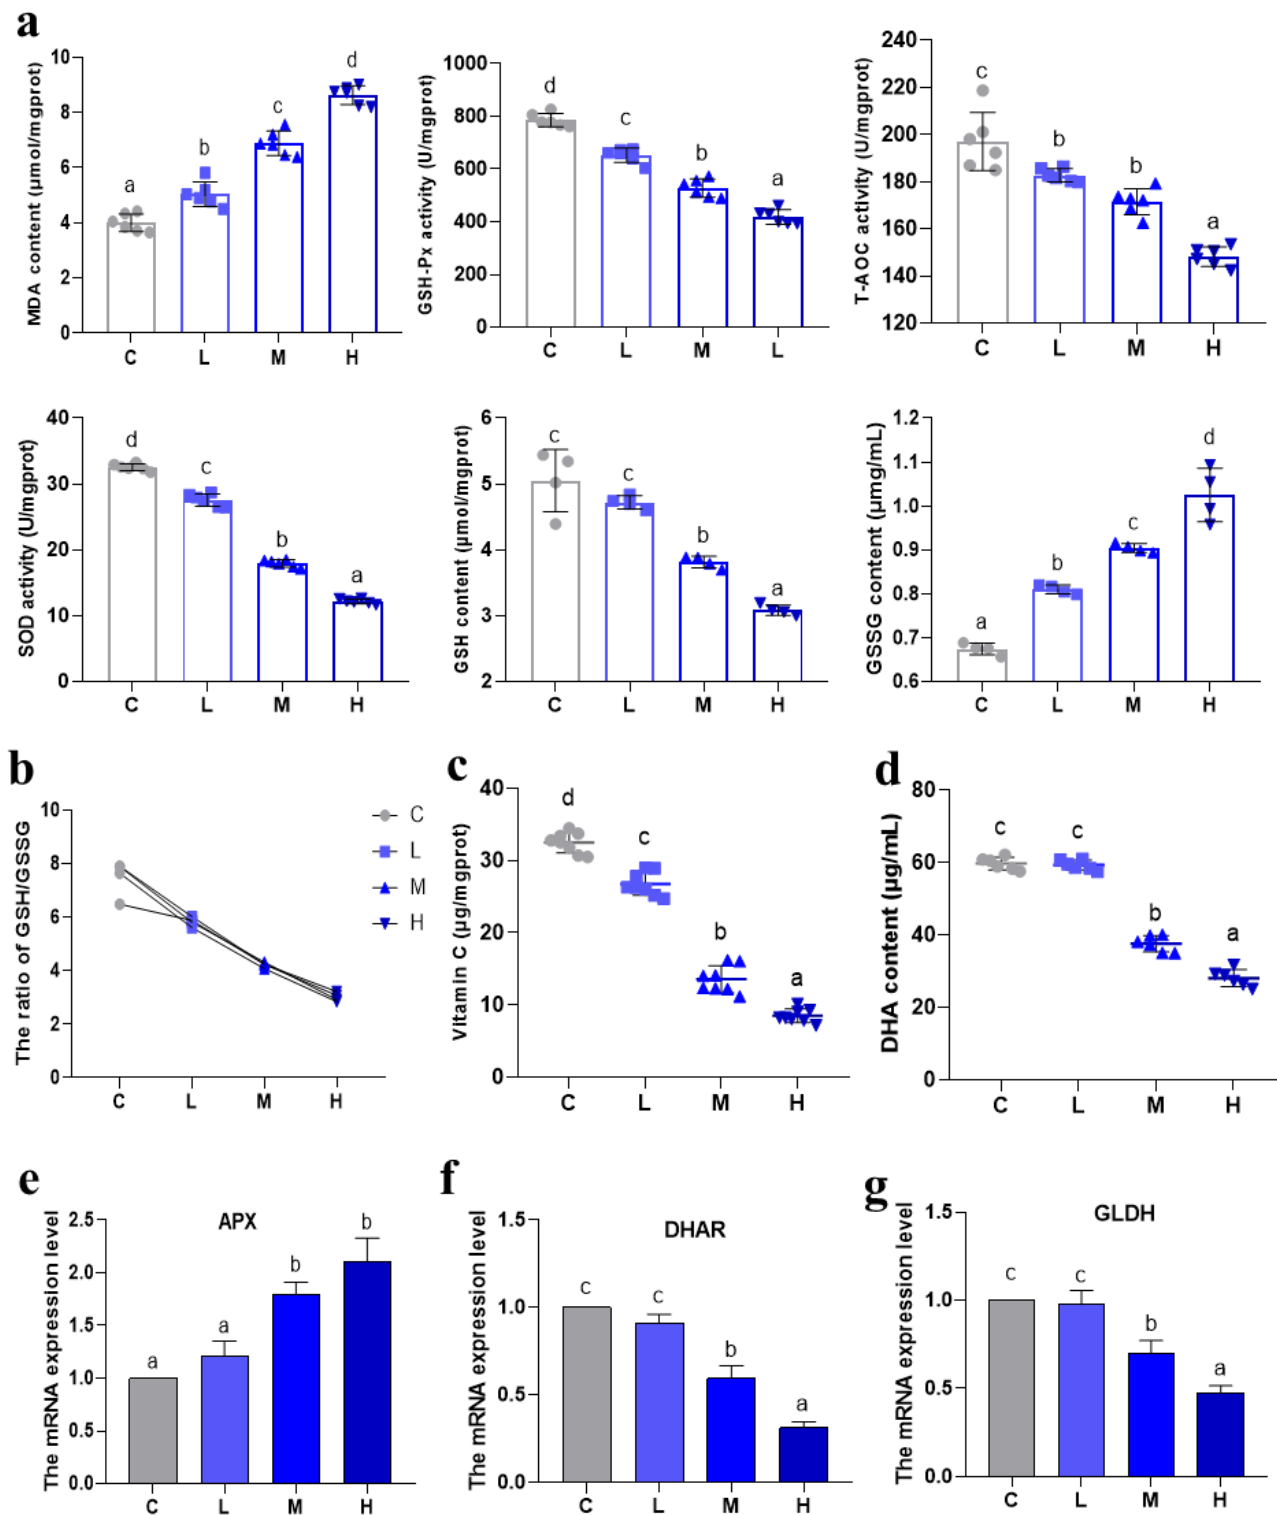 a
MDA content (μmol/mgprot)
10
8
6
4
2
0
a
b
c
d
C L M H
GSH-Px activity (U/mgprot)
1000
800
600
400
200
0
d
c
b
a
C L M L
T-AOC activity (U/mgprot)
240
220
200
180
160
140
120
c
b
b
a
C L M H
SOD activity (U/mgprot)
40
30
20
10
0
d
c
b
a
C L M H
GSH content (μmol/mgprot)
6
5
4
3
2
c
c
b
a
C L M H
GSSG content (μmg/mL)
1.2
1.1
1.0
0.9
0.8
0.7
0.6
a
b
c
d
C L M H
b
The ratio of GSH/GSSG
10
8
6
4
2
0
C L M H
C
L
M
H
c
Vitamin C (μg/mgprot)
40
30
20
10
0
d
c
b
a
C L M H
d
DHA content (μg/mL)
80
60
40
20
0
c
c
b
a
C L M H
e
APX
The mRNA expression level
2.5
2.0
1.5
1.0
0.5
0.0
a
a
b
b
C L M H
f
DHAR
The mRNA expression level
1.5
1.0
0.5
0.0
c
c
b
a
C L M H
g
GLDH
The mRNA expression level
1.5
1.0
0.5
0.0
c
c
b
a
C L M H